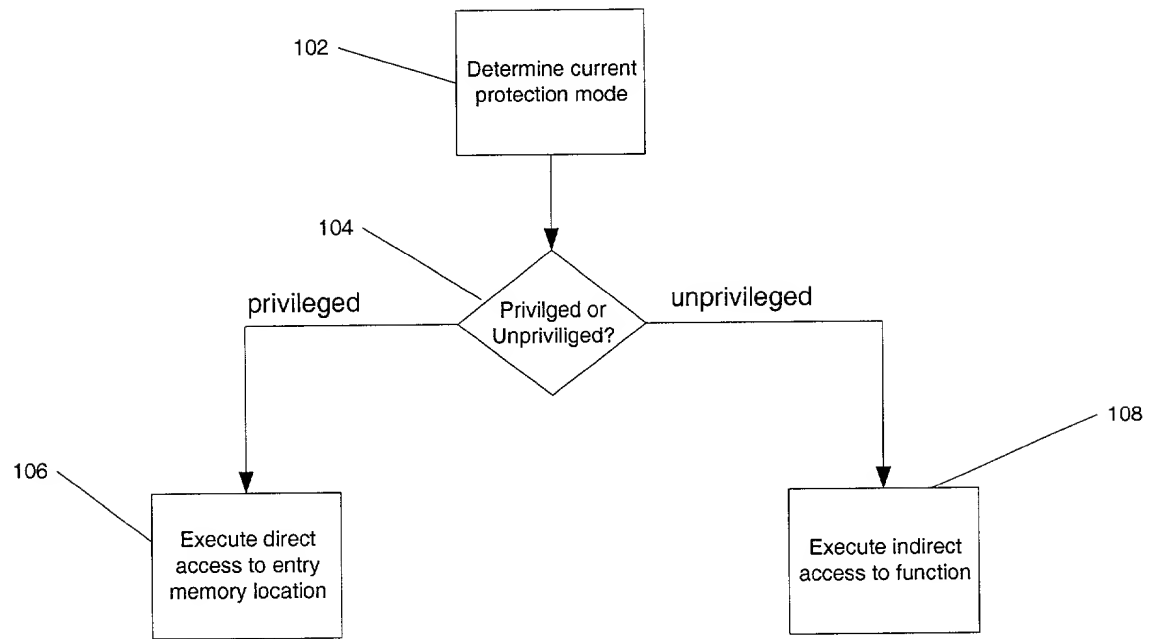 102
Determine current
protection mode
104
privileged
Privilged or
Unpriviliged?
unprivileged
108
106
Execute direct
access to entry
memory location
Execute indirect
access to function